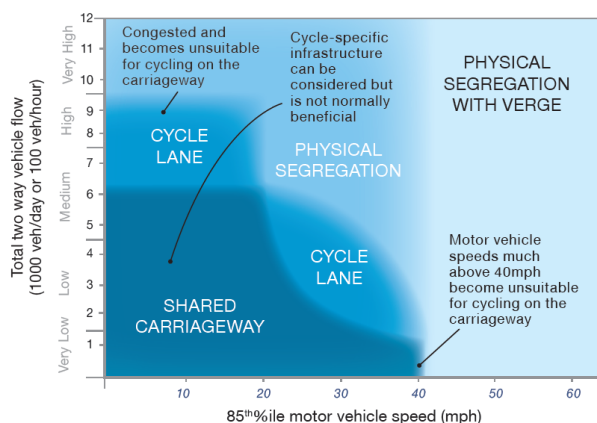 12
11
10
9
8
7
6
5
4
3
2
1
Very High
High
Medium
Low
Very Low
Total two way vehicle flow
(1000 veh/day or 100 veh/hour)
Congested and
becomes unsuitable
for cycling on the
carriageway
Cycle-specific
infrastructure
can be
considered but
is not normally
beneficial
PHYSICAL
SEGREGATION
WITH VERGE
CYCLE
LANE
PHYSICAL
SEGREGATION
CYCLE
LANE
SHARED
CARRIAGEWAY
Motor vehicle
speeds much
above 40mph
become unsuitable
for cycling on the
carriageway
10 20 30 40 50 60
85th%ile motor vehicle speed (mph)